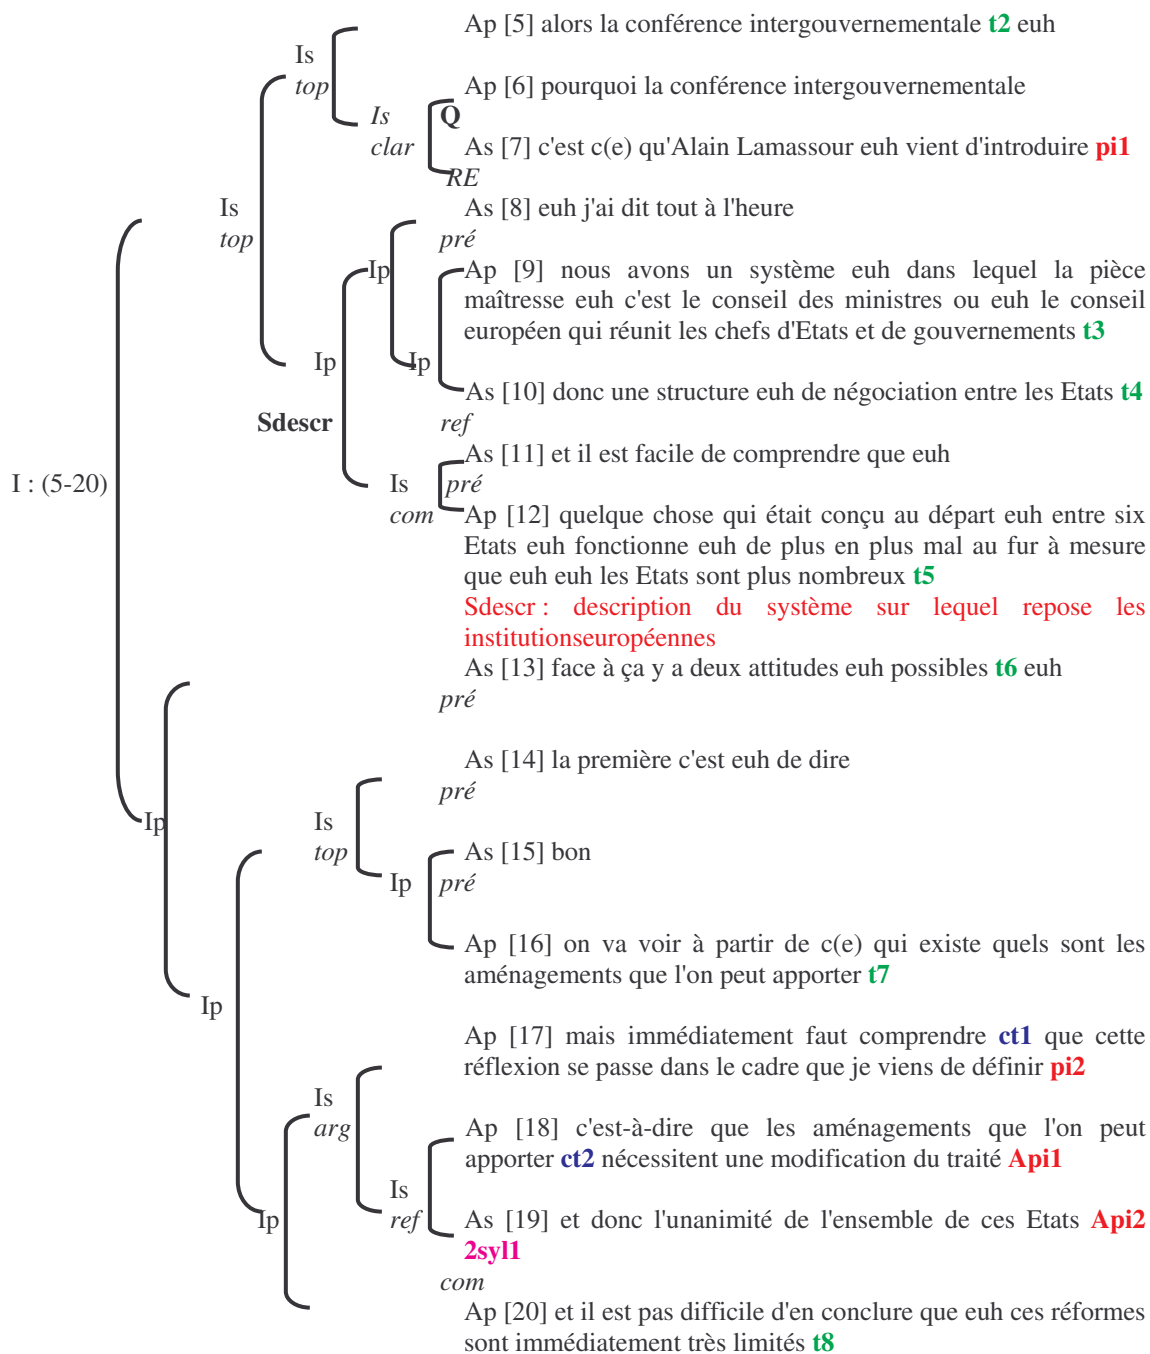 Ap [5] alors la conférence intergouvernementale t2 euh
Is
top
Ap [6] pourquoi la conférence intergouvernementale
Is
Q
clar
As [7] c'est c(e) qu'Alain Lamassour euh vient d'introduire pi1
RE
Is
As [8] euh j'ai dit tout à l'heure
top
pré
Ip
Ap [9] nous avons un système euh dans lequel la pièce
maîtresse euh c'est le conseil des ministres ou euh le conseil
européen qui réunit les chefs d'Etats et de gouvernements t3
Ip
Ip
As [10] donc une structure euh de négociation entre les Etats t4
Sdescr
ref
As [11] et il est facile de comprendre que euh
I : (5-20)
Is
pré
com
Ap [12] quelque chose qui était conçu au départ euh entre six
Etats euh fonctionne euh de plus en plus mal au fur à mesure
que euh euh les Etats sont plus nombreux t5
Sdescr : description du système sur lequel repose les
institutionseuropéennes
As [13] face à ça y a deux attitudes euh possibles t6 euh
pré
As [14] la première c'est euh de dire
pré
Ip
Is
top
As [15] bon
Ip
pré
Ap [16] on va voir à partir de c(e) qui existe quels sont les
aménagements que l'on peut apporter t7
Ip
Ap [17] mais immédiatement faut comprendre ct1 que cette
réflexion se passe dans le cadre que je viens de définir pi2
Is
arg
Ap [18] c'est-à-dire que les aménagements que l'on peut
apporter ct2 nécessitent une modification du traité Api1
Is
Ip
ref
As [19] et donc l'unanimité de l'ensemble de ces Etats Api2
2syl1
com
Ap [20] et il est pas difficile d'en conclure que euh ces réformes
sont immédiatement très limités t8